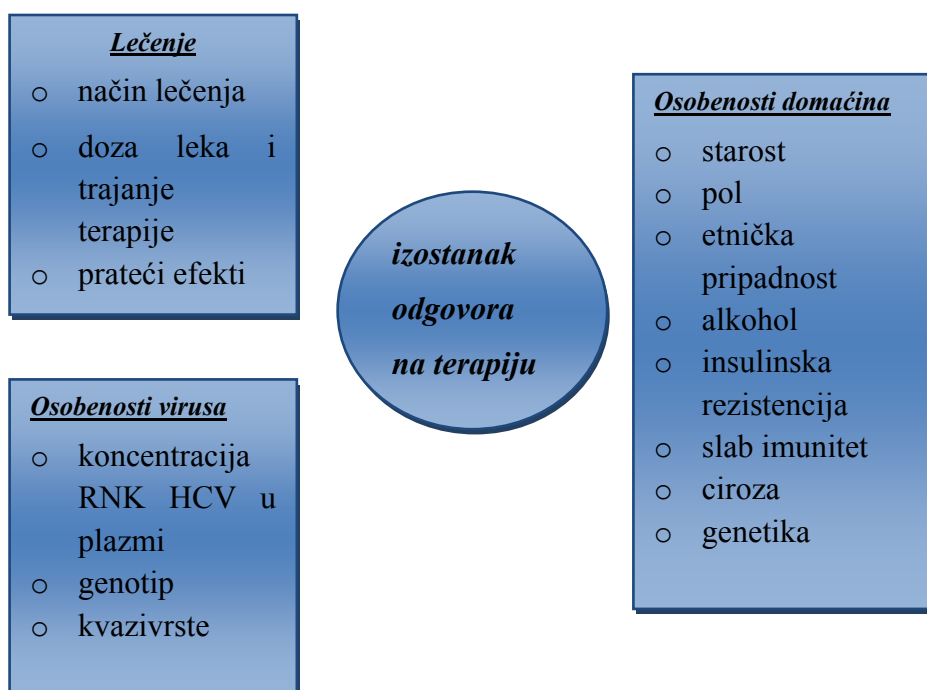 Lečenje
o način lečenja
o doza leka i
trajanje
terapije
o prateći efekti
Osobenosti virusa
o koncentracija
RNK HCV u
plazmi
o genotip
o kvazivrste
izostanak
odgovora
na terapiju
Osobenosti domaćina
o starost
o pol
o etnička
pripadnost
o alkohol
o insulinska
rezistencija
o slab imunitet
o ciroza
o genetika